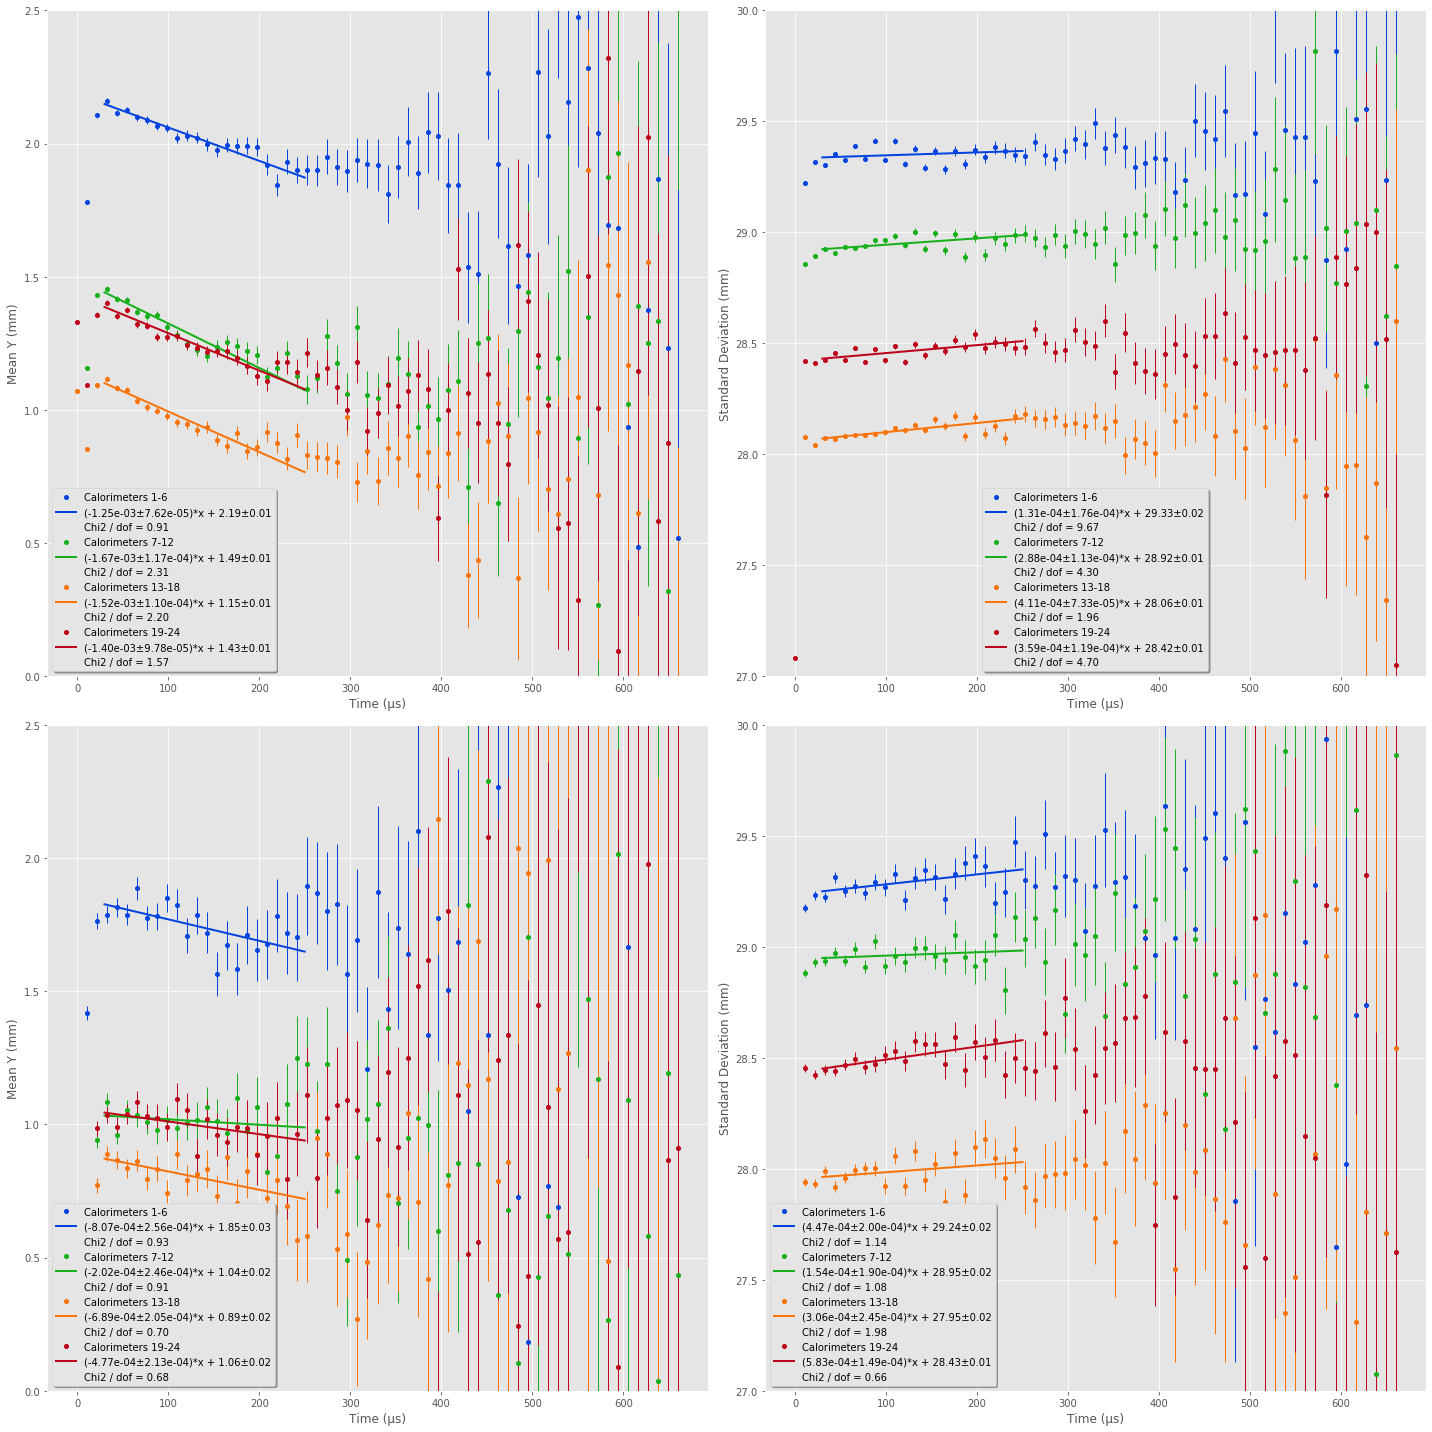 2.5
2.0
1.5
1.0
0.5
0.0
Mean Y (mm)
0 100 200 300 400 500 600
Time (μs)
Calorimeters 1-6
(-1.25e-03±7.62e-05)*x + 2.19±0.01
Chi2 / dof = 0.91
Calorimeters 7-12
(-1.67e-03±1.17e-04)*x + 1.49±0.01
Chi2 / dof = 2.31
Calorimeters 13-18
(-1.52e-03±1.10e-04)*x + 1.15±0.01
Chi2 / dof = 2.20
Calorimeters 19-24
(-1.40e-03±9.78e-05)*x + 1.43±0.01
Chi2 / dof = 1.57
30.0
29.5
29.0
28.5
28.0
27.5
27.0
Standard Deviation (mm)
0 100 200 300 400 500 600
Time (μs)
Calorimeters 1-6
(1.31e-04±1.76e-04)*x + 29.33±0.02
Chi2 / dof = 9.67
Calorimeters 7-12
(2.88e-04±1.13e-04)*x + 28.92±0.01
Chi2 / dof = 4.30
Calorimeters 13-18
(4.11e-04±7.33e-05)*x + 28.06±0.01
Chi2 / dof = 1.96
Calorimeters 19-24
(3.59e-04±1.19e-04)*x + 28.42±0.01
Chi2 / dof = 4.70
2.5
2.0
1.5
1.0
0.5
0.0
Mean Y (mm)
0 100 200 300 400 500 600
Time (μs)
Calorimeters 1-6
(-8.07e-04±2.56e-04)*x + 1.85±0.03
Chi2 / dof = 0.93
Calorimeters 7-12
(-2.02e-04±2.46e-04)*x + 1.04±0.02
Chi2 / dof = 0.91
Calorimeters 13-18
(-6.89e-04±2.05e-04)*x + 0.89±0.02
Chi2 / dof = 0.70
Calorimeters 19-24
(-4.77e-04±2.13e-04)*x + 1.06±0.02
Chi2 / dof = 0.68
30.0
29.5
29.0
28.5
28.0
27.5
27.0
Standard Deviation (mm)
0 100 200 300 400 500 600
Time (μs)
Calorimeters 1-6
(4.47e-04±2.00e-04)*x + 29.24±0.02
Chi2 / dof = 1.14
Calorimeters 7-12
(1.54e-04±1.90e-04)*x + 28.95±0.02
Chi2 / dof = 1.08
Calorimeters 13-18
(3.06e-04±2.45e-04)*x + 27.95±0.02
Chi2 / dof = 1.98
Calorimeters 19-24
(5.83e-04±1.49e-04)*x + 28.43±0.01
Chi2 / dof = 0.66